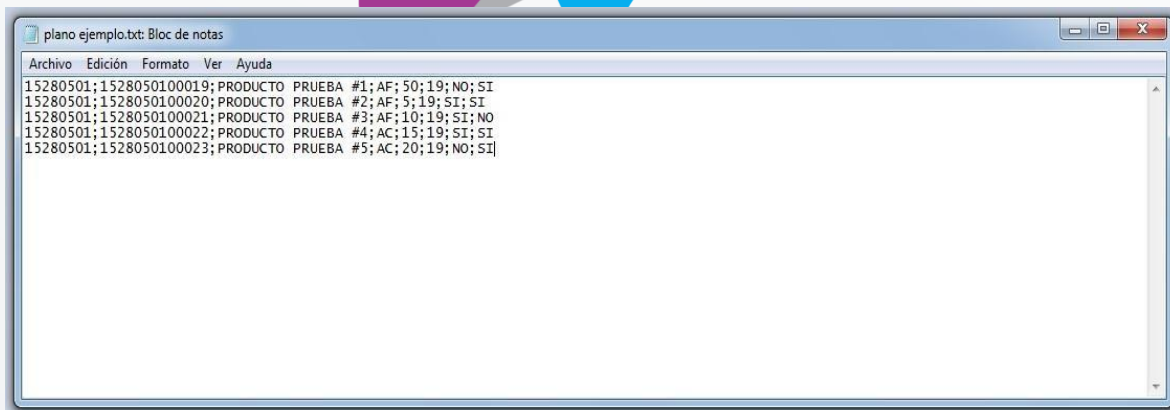 plano ejemplo.txt: Bloc de notas
Archivo Edición Formato Ver Ayuda
15280501;1528050100019;PRODUCTO PRUEBA #1;AF;50;19;NO;SI
15280501;1528050100020;PRODUCTO PRUEBA #2;AF;5;19;SI;SI
15280501;1528050100021;PRODUCTO PRUEBA #3;AF;10;19;SI;NO
15280501;1528050100022;PRODUCTO PRUEBA #4;AC;15;19;SI;SI
15280501;1528050100023;PRODUCTO PRUEBA #5;AC;20;19;NO;SI